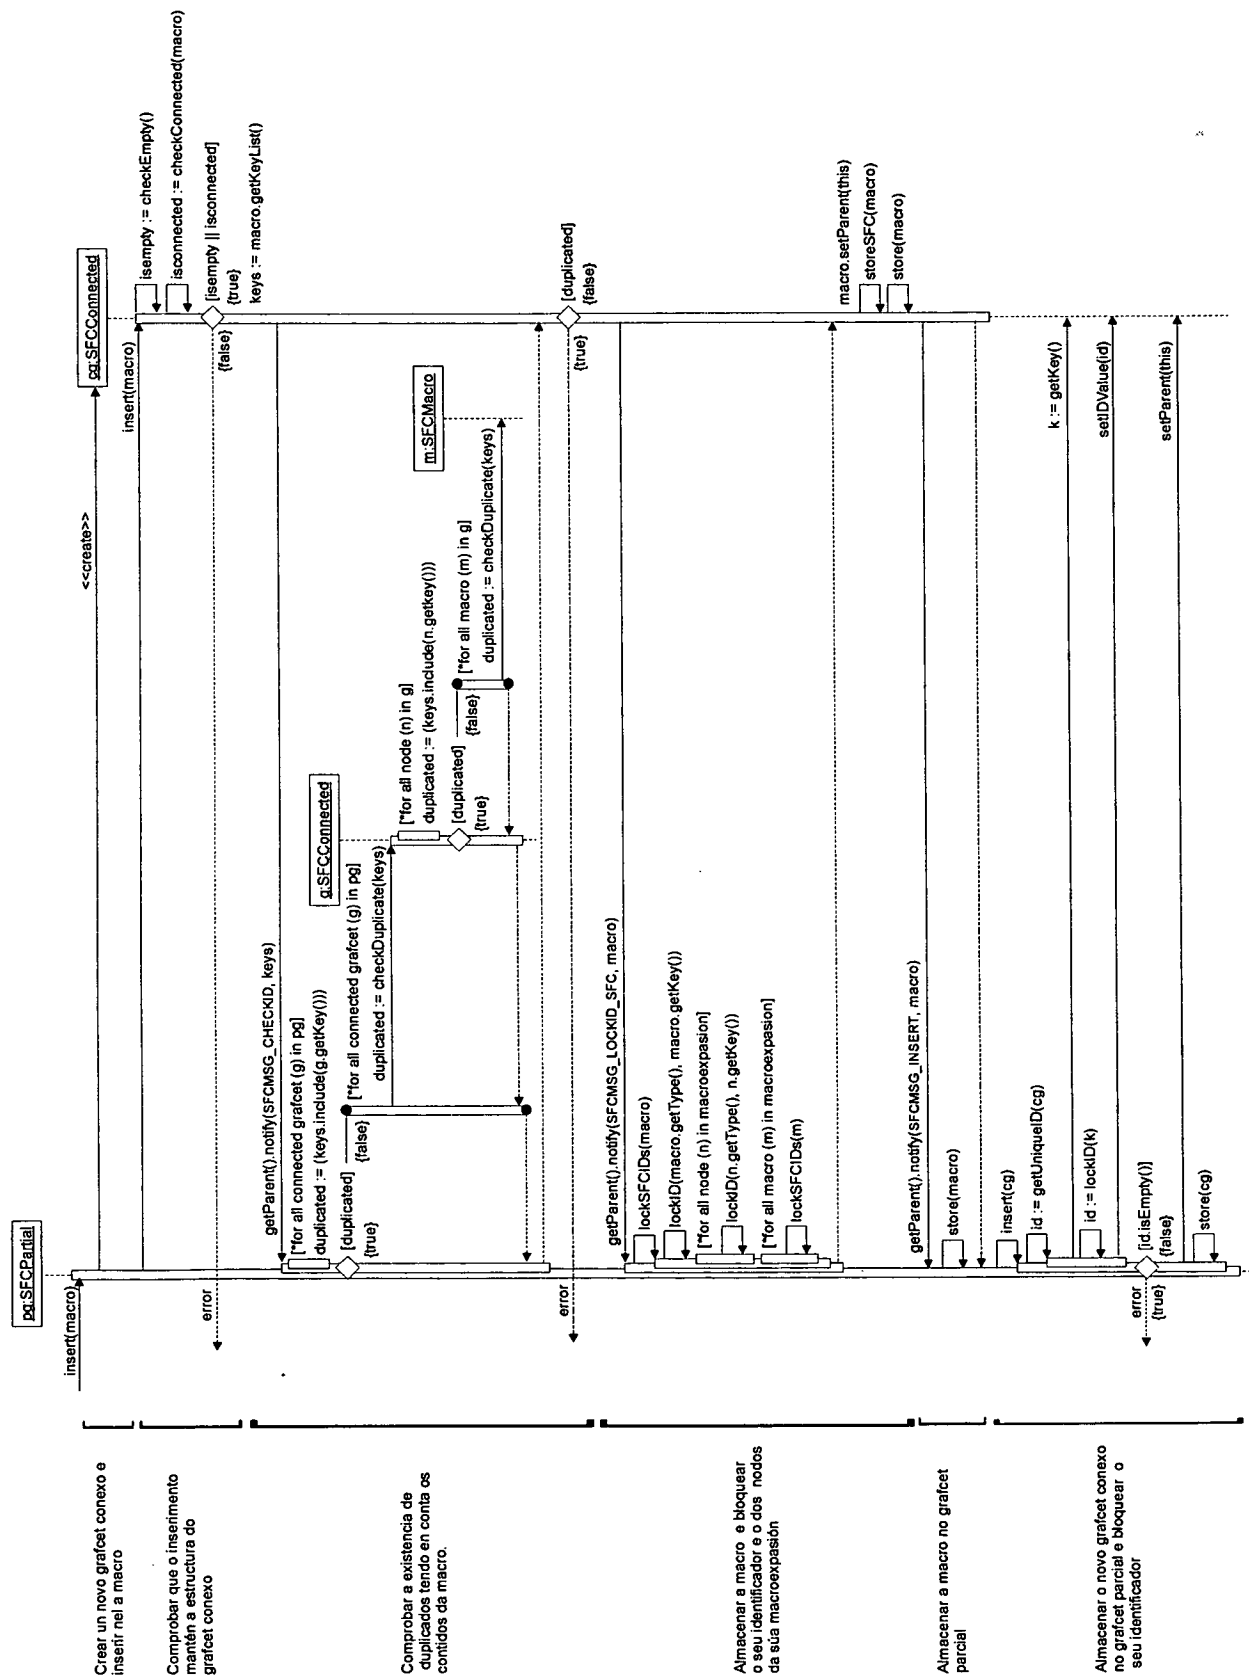 pg:SFCPartial
cg:SFCConnected
g:SFCConnected
m:SFCMacro
Crear un novo grafcet conexo e
inserir nel a macro
insert(macro)
<<create>>
insert(macro)
Comprobar que o inserimento
mantén a estructura do
grafcet conexo
isempty := checkEmpty()
isconnected := checkConnected(macro)
[isempty || isconnected]
{true}
{false}
error
keys := macro.getKeyList()
Comprobar a existencia de
duplicados tendo en conta os
contidos da macro.
getParent().notify(SFCMSG_CHECKID, keys)
[*for all connected grafcet (g) in pg]
duplicated := (keys.include(g.getKey()))
[duplicated]
{true}
{false}
[*for all connected grafcet (g) in pg]
duplicated := checkDuplicate(keys)
[*for all node (n) in g]
duplicated := (keys.include(n.getkey()))
[duplicated]
{true}
{false}
[*for all macro (m) in g]
duplicated := checkDuplicate(keys)
[duplicated]
{false}
{true}
error
Almacenar a macro e bloquear
o seu identificador e o dos nodos
da súa macroexpasión
getParent().notify(SFCMSG_LOCKID_SFC, macro)
lockSFCIDs(macro)
lockID(macro.getType(), macro.getKey())
[*for all node (n) in macroexpasion]
lockID(n.getType(), n.getKey())
[*for all macro (m) in macroexpasion]
lockSFCIDs(m)
macro.setParent(this)
storeSFC(macro)
store(macro)
Almacenar a macro no grafcet
parcial
getParent().notify(SFCMSG_INSERT, macro)
store(macro)
Almacenar o novo grafcet conexo
no grafcet parcial e bloquear o
seu identificador
insert(cg)
id := getUniqueID(cg)
k := getKey()
id := lockID(k)
setIDValue(id)
[id.isEmpty()]
{false}
error
{true}
setParent(this)
store(cg)